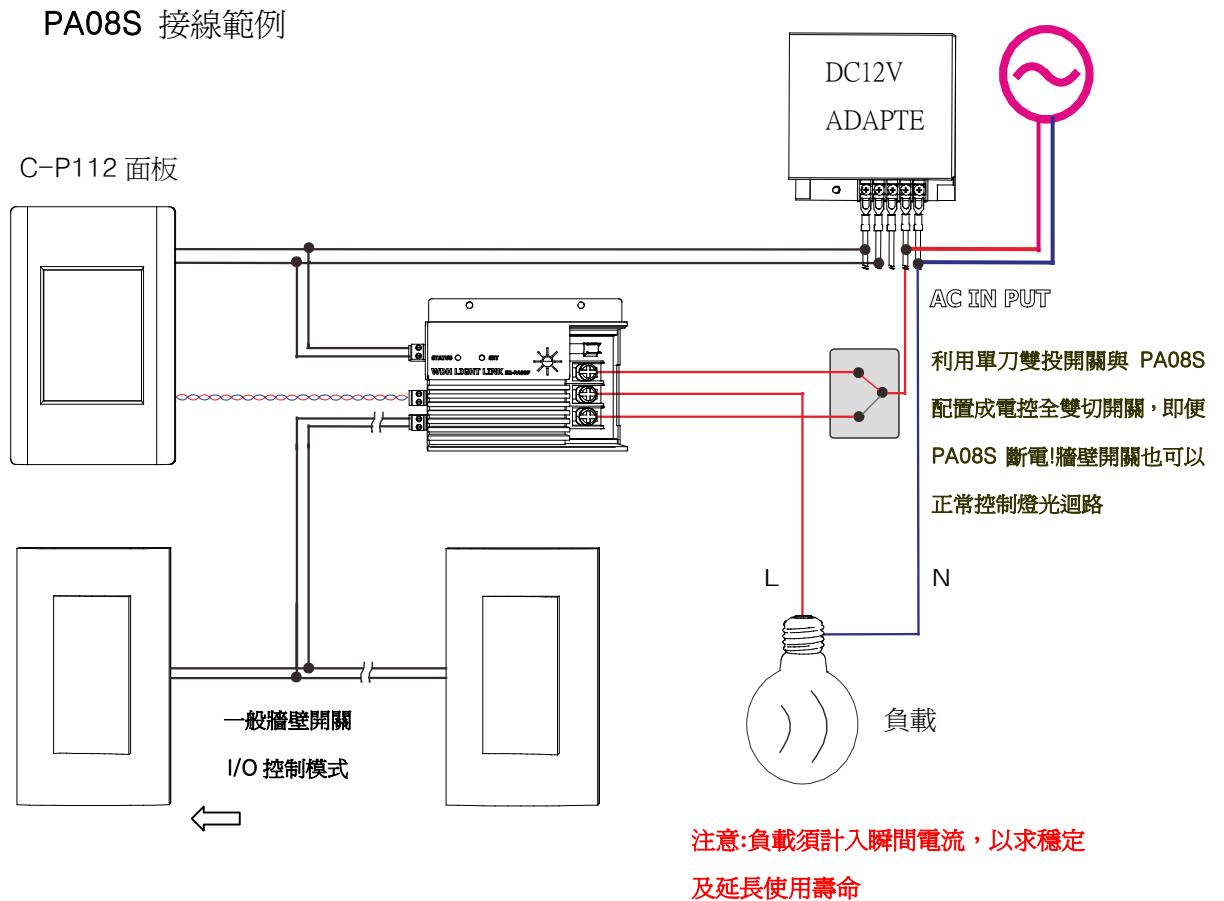 PA08S 接線範例
DC12V
ADAPTE
C-P112 面板
AC IN PUT
STATUS
SET
WDH LIGHT LINK
利用單刀雙投開關與 PA08S
配置成電控全雙切開關，即便
PA08S 斷電!牆壁開關也可以
正常控制燈光迴路
L
N
負載
一般牆壁開關
I/O 控制模式
注意:負載須計入瞬間電流，以求穩定
及延長使用壽命